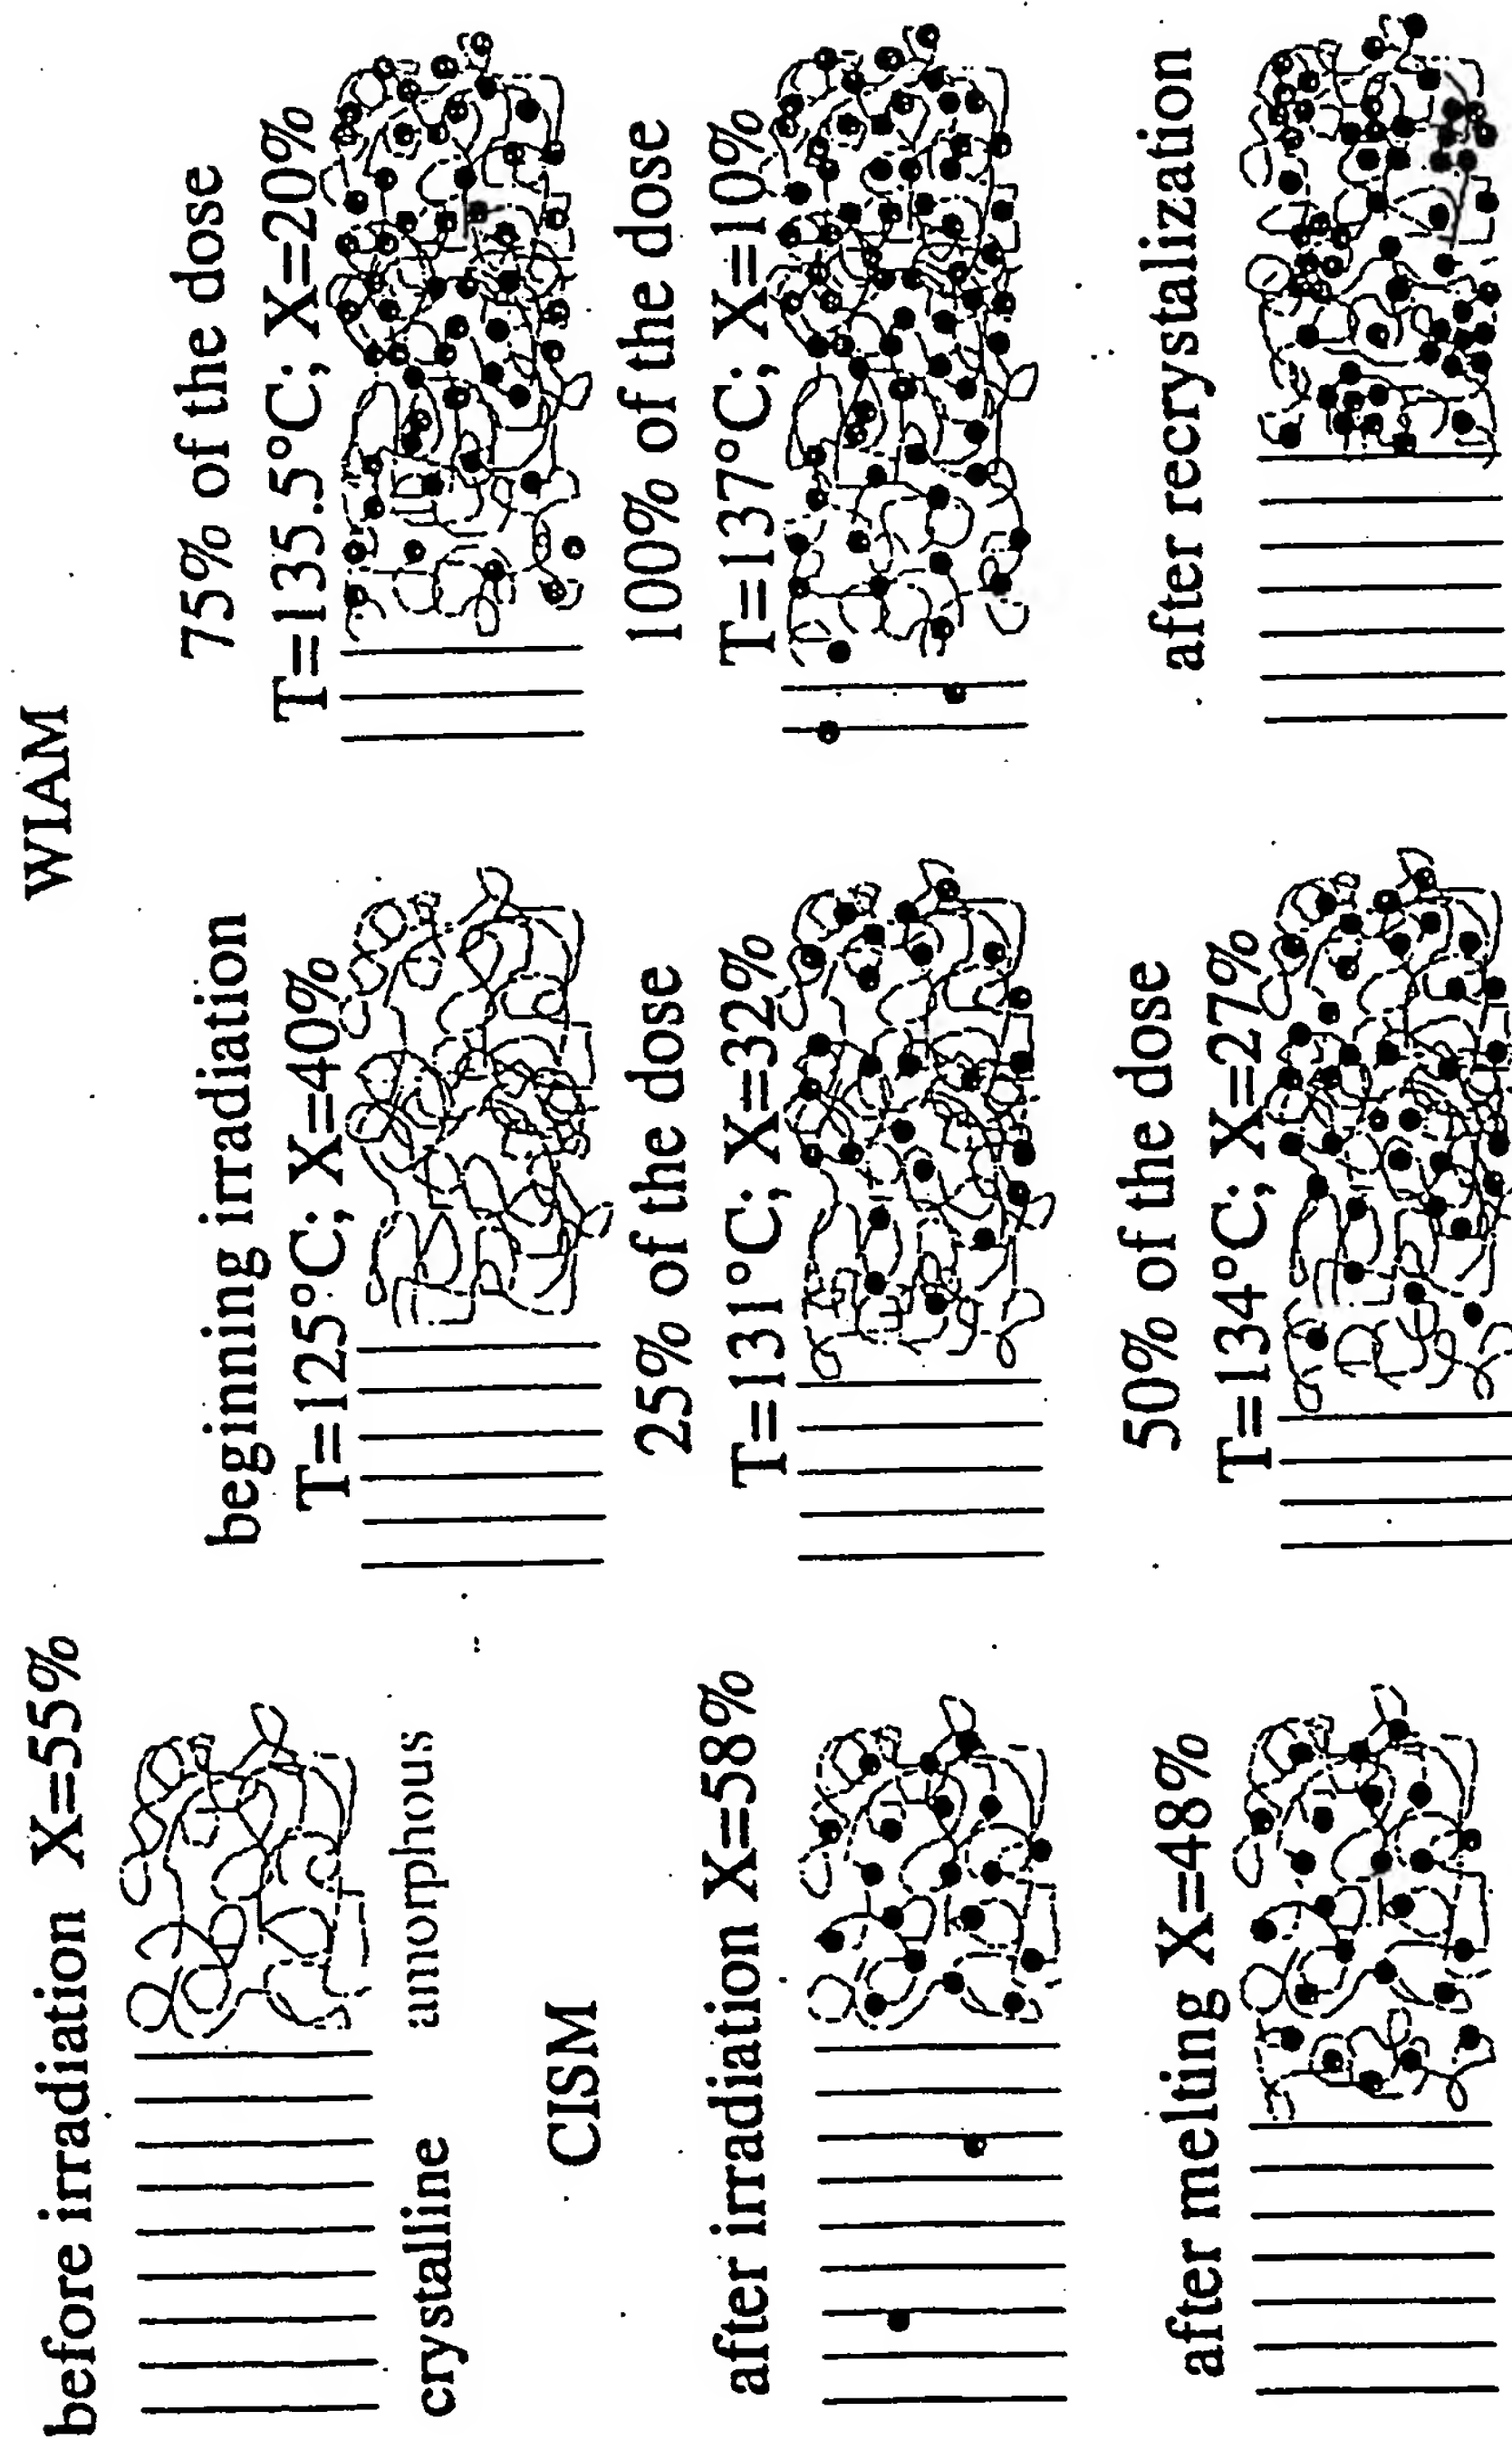 before irradiation X=55%
crystalline
amorphous
CISM
after irradiation X=58%
after melting X=48%
WIAM
beginning irradiation
T=125°C; X=40%
25% of the dose
T=131°C; X=32%
50% of the dose
T=134°C; X=27%
75% of the dose
T=135.5°C; X=20%
100% of the dose
T=137°C; X=10%
after recrystalization